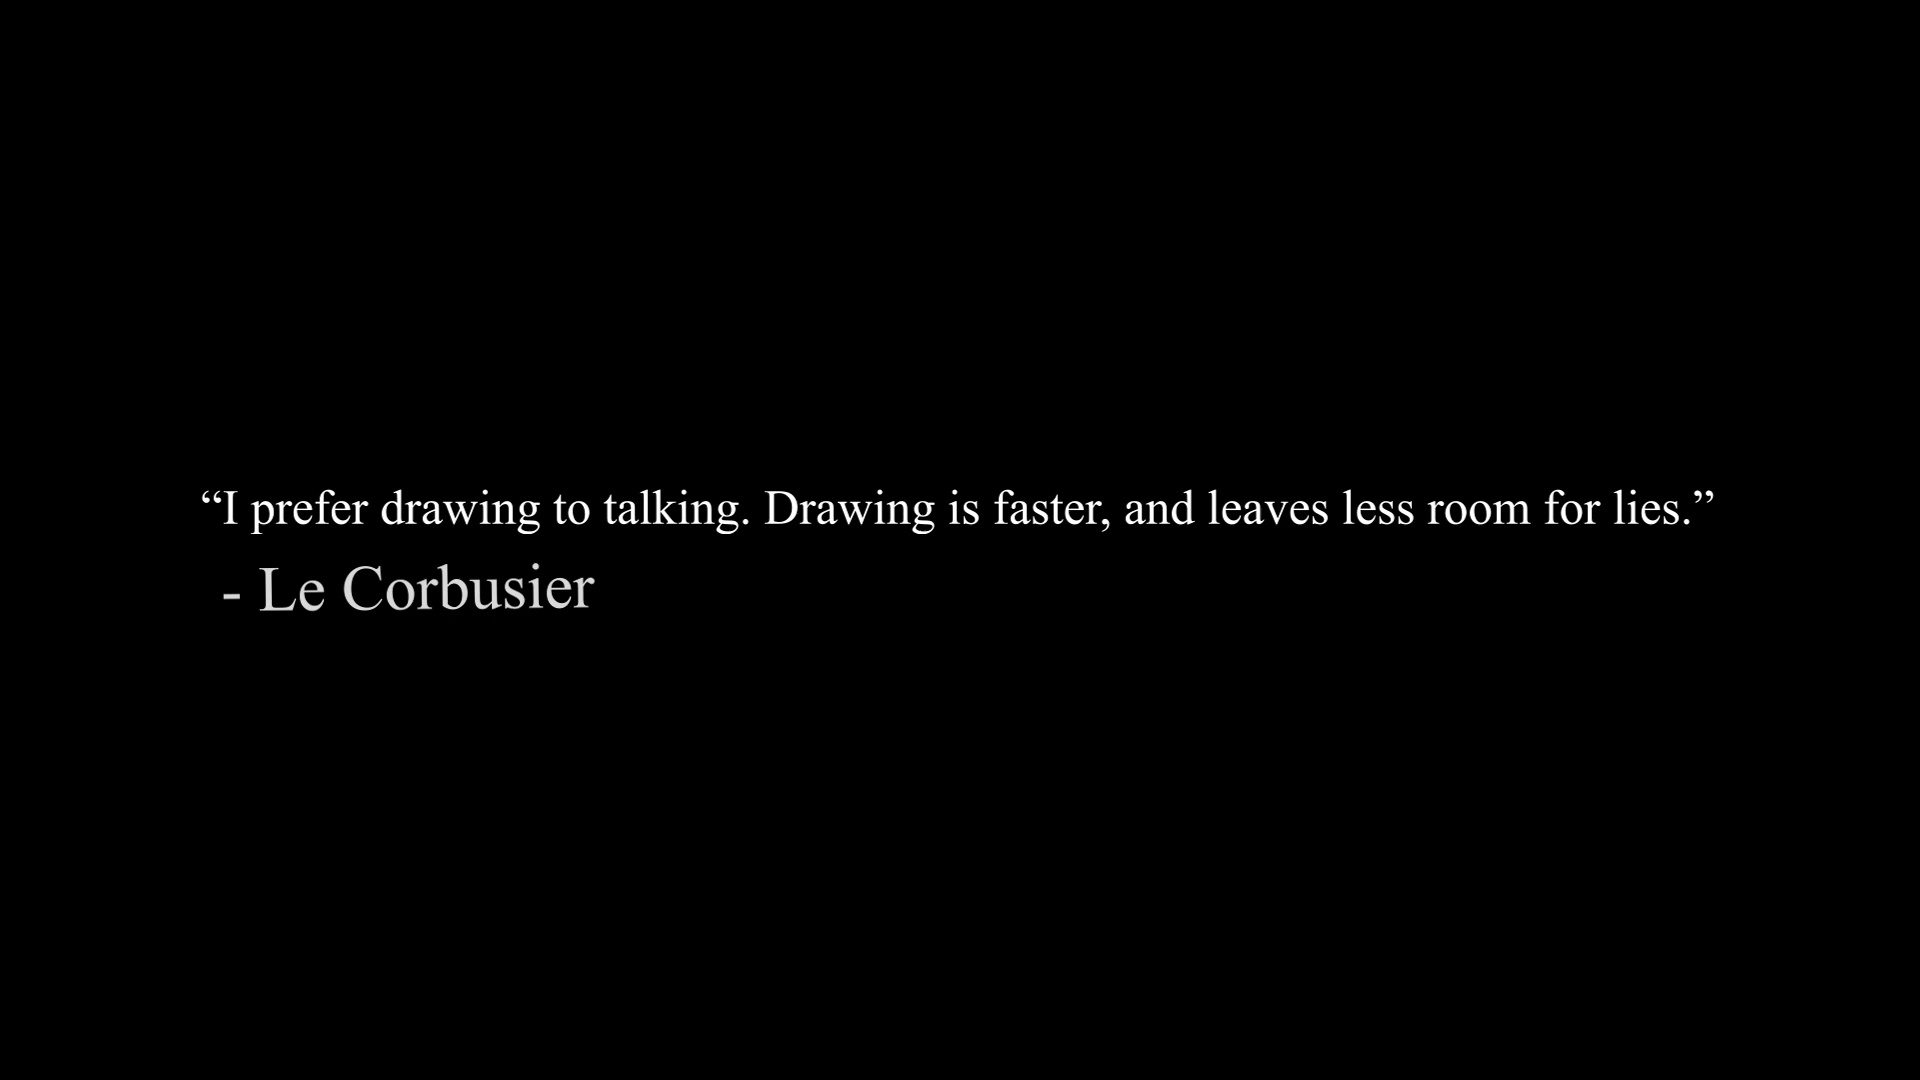 “I prefer drawing to talking. Drawing is faster, and leaves less room for lies.”
- Le Corbusier